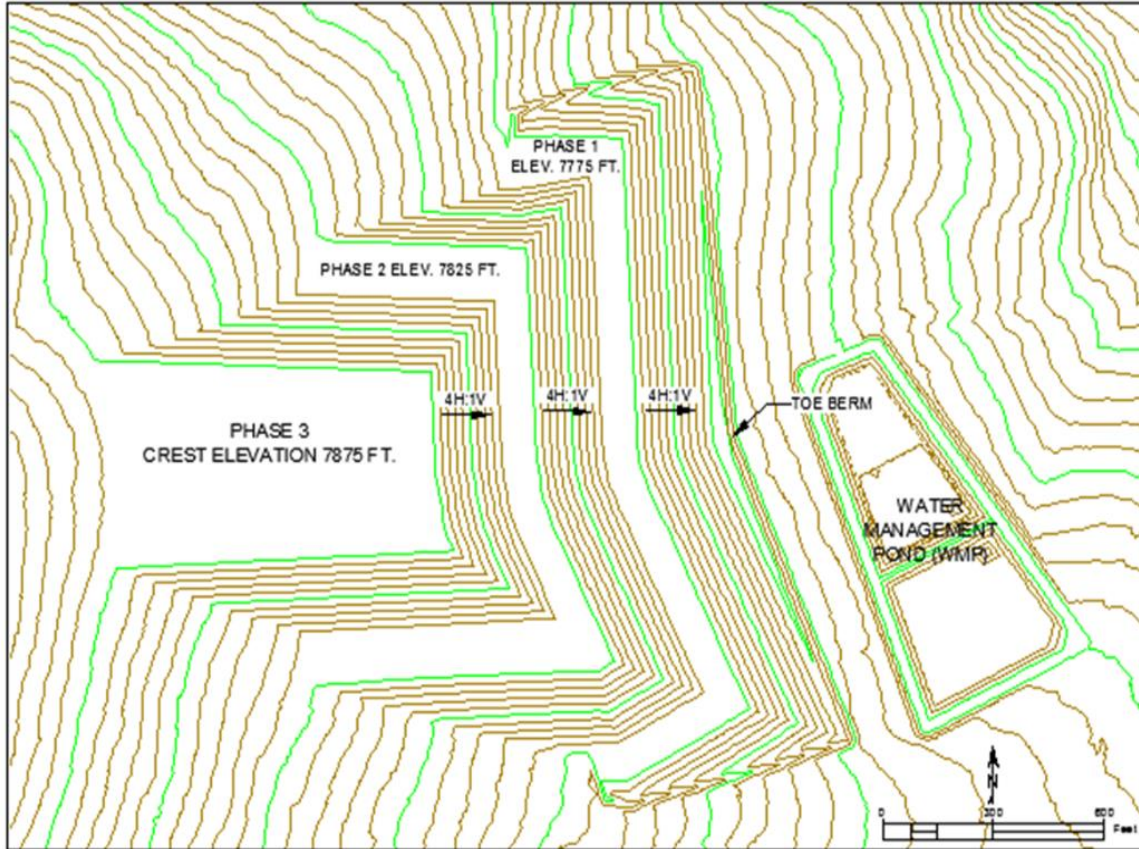 PHASE 1
ELEV. 7775 FT.
PHASE 2 ELEV. 7825 FT.
4H:1V
4H:1V
4H:1V
TOE BERM
PHASE 3
CREST ELEVATION 7875 FT.
WATER
MANAGEMENT
POND (WMP)
N
0 300 600
Feet